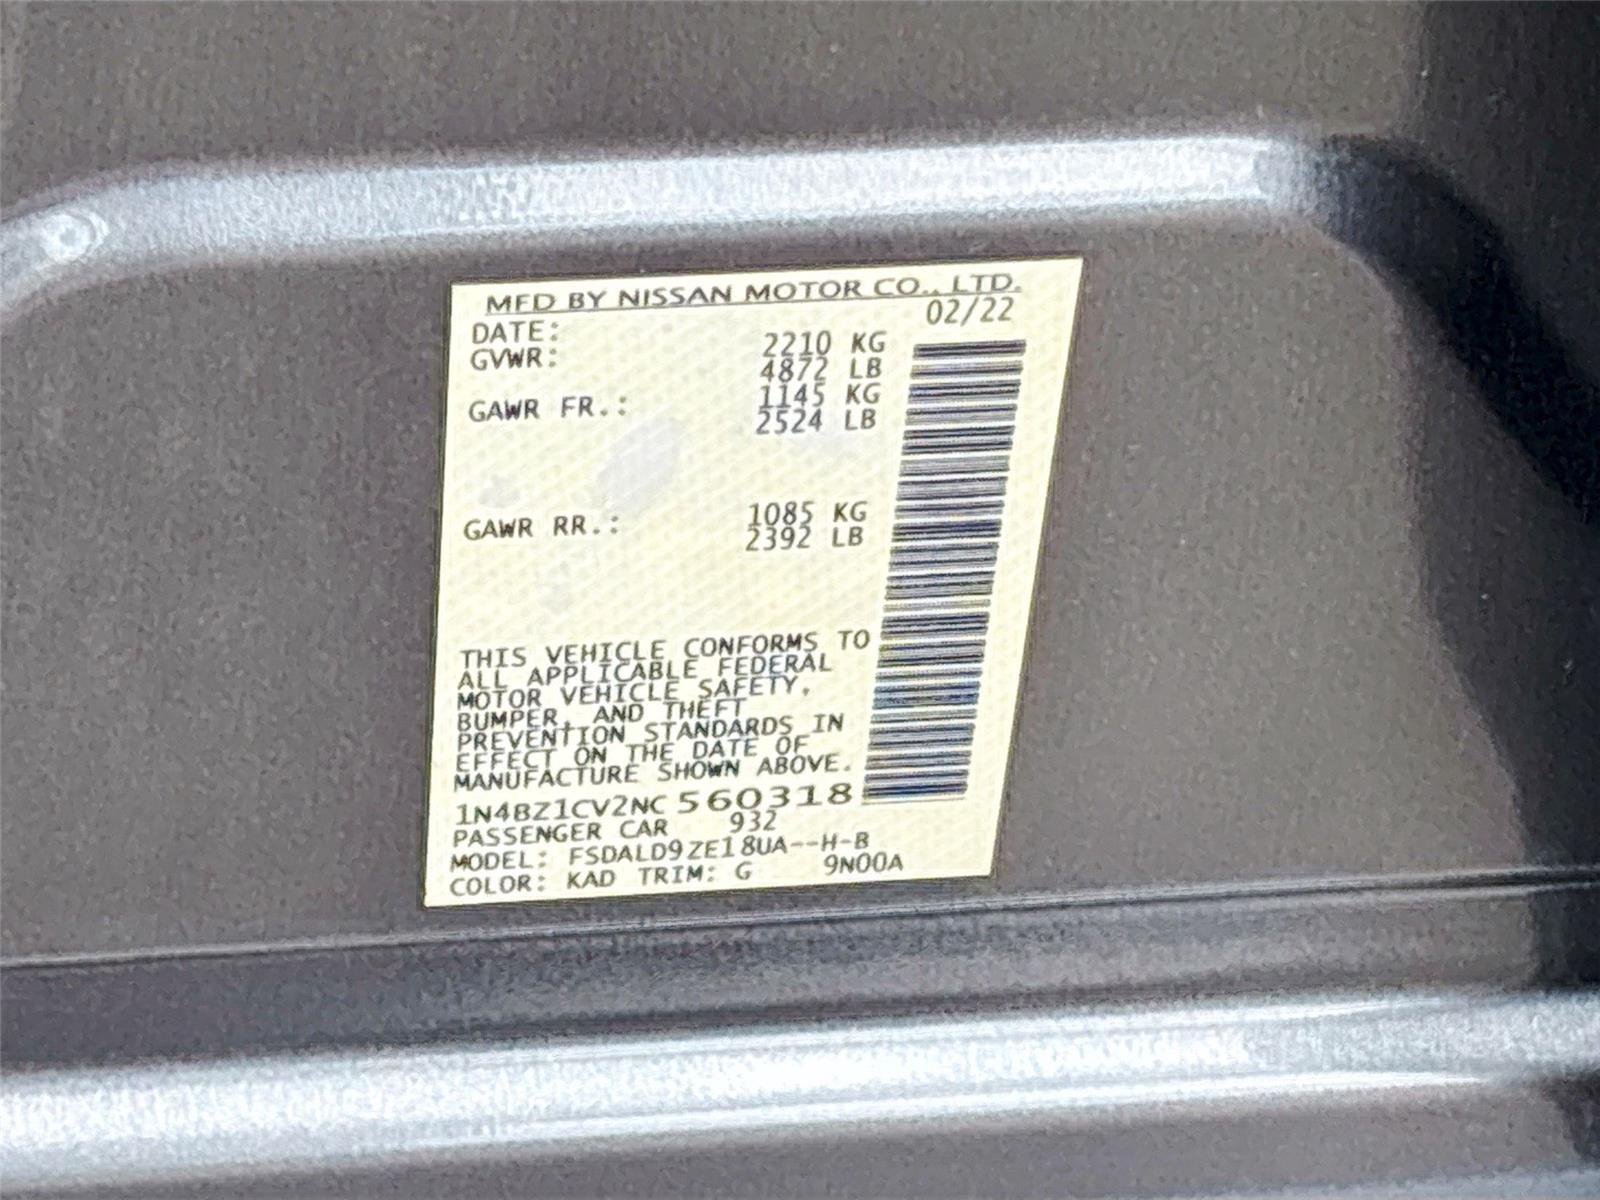 MFD BY NISSAN MOTOR CO., LTD.
DATE: 02/22
GVWR: 2210 KG
4872 LB
GAWR FR.: 1145 KG
2524 LB
GAWR RR.: 1085 KG
2392 LB
THIS VEHICLE CONFORMS TO
ALL APPLICABLE FEDERAL
MOTOR VEHICLE SAFETY,
BUMPER, AND THEFT
PREVENTION STANDARDS IN
EFFECT ON THE DATE OF
MANUFACTURE SHOWN ABOVE.
1N4BZ1CV2NC 560318
PASSENGER CAR 932
MODEL: FSDALD9ZE18UA--H-B
COLOR: KAD TRIM: G 9N00A